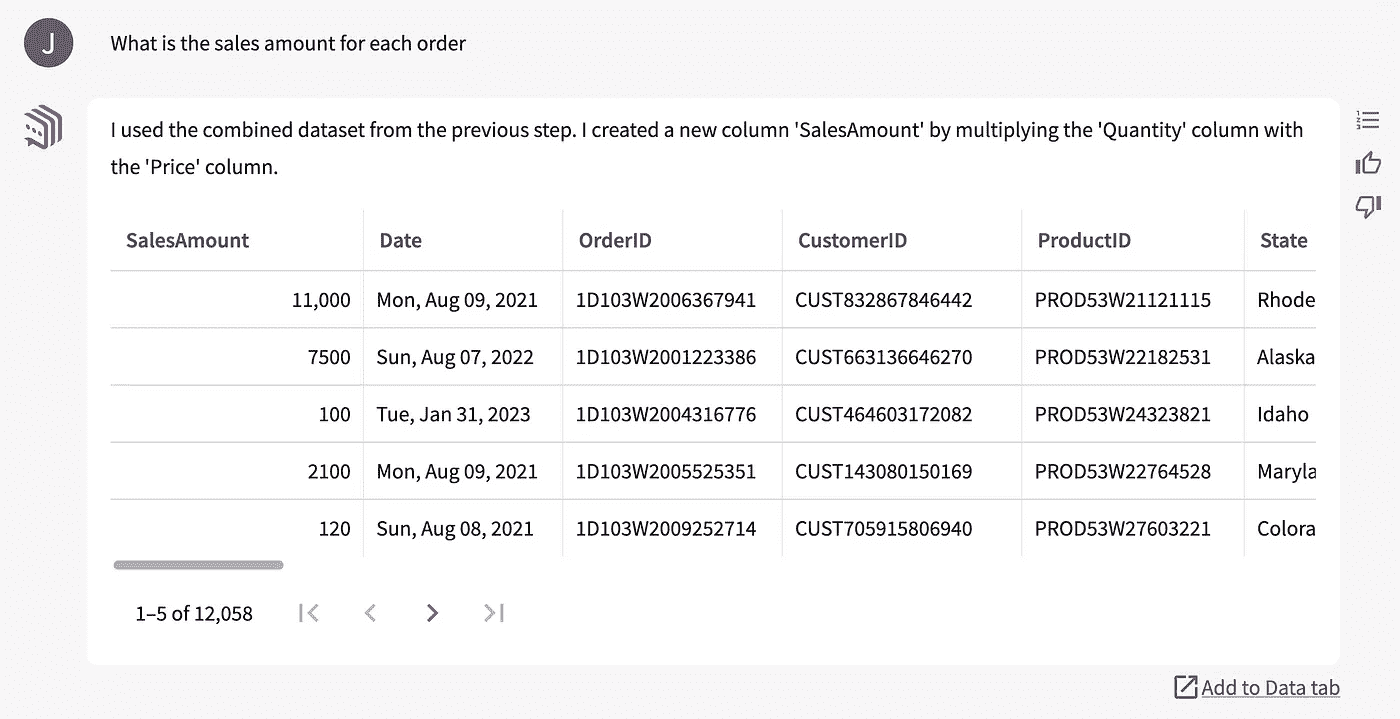 J
What is the sales amount for each order
I used the combined dataset from the previous step. I created a new column 'SalesAmount' by multiplying the 'Quantity' column with
the 'Price' column.
SalesAmount Date OrderID CustomerID ProductID State
11,000 Mon, Aug 09, 2021 1D103W2006367941 CUST832867846442 PROD53W21121115 Rhode
7500 Sun, Aug 07, 2022 1D103W2001223386 CUST663136646270 PROD53W22182531 Alaska
100 Tue, Jan 31, 2023 1D103W2004316776 CUST464603172082 PROD53W24323821 Idaho
2100 Mon, Aug 09, 2021 1D103W2005525351 CUST143080150169 PROD53W22764528 Maryla
120 Sun, Aug 08, 2021 1D103W2009252714 CUST705915806940 PROD53W27603221 Colora
1–5 of 12,058
Add to Data tab